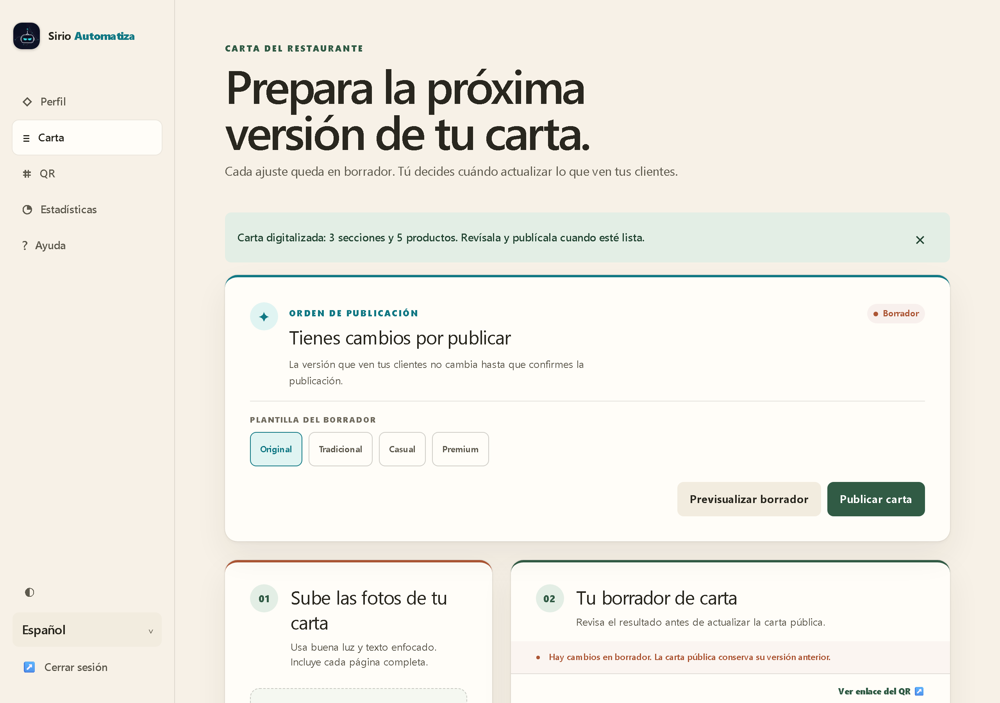 Sirio Automatiza
Perfil
Carta
QR
Estadísticas
? Ayuda
Español
Cerrar sesión
CARTA DEL RESTAURANTE
Prepara la próxima
versión de tu carta.
Cada ajuste queda en borrador. Tú decides cuándo actualizar lo que ven tus clientes.
Carta digitalizada: 3 secciones y 5 productos. Revísala y publícala cuando esté lista.
ORDEN DE PUBLICACIÓN
Borrador
Tienes cambios por publicar
La versión que ven tus clientes no cambia hasta que confirmes la
publicación.
PLANTILLA DEL BORRADOR
Original
Tradicional
Casual
Premium
Previsualizar borrador
Publicar carta
01
Sube las fotos de tu
carta
Usa buena luz y texto enfocado.
Incluye cada página completa.
02
Tu borrador de carta
Revisa el resultado antes de actualizar la carta pública.
Hay cambios en borrador. La carta pública conserva su versión anterior.
Ver enlace del QR